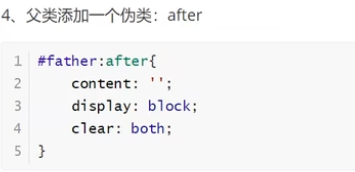 4、父类添加一个伪类：after
1 #father:after{
2 content: '';
3 display: block;
4 clear: both;
5 }